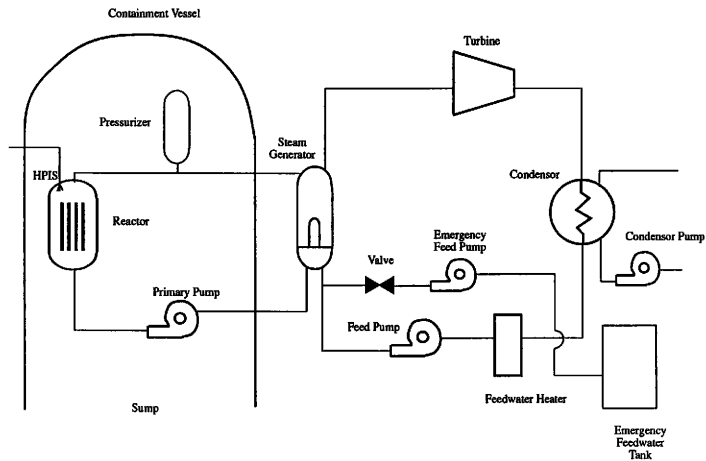 Containment Vessel
Turbine
Pressurizer
Steam
Generator
HPIS
Condensor
Reactor
Emergency
Feed Pump
Condensor Pump
Valve
Primary Pump
Feed Pump
Feedwater Heater
Sump
Emergency
Feedwater
Tank